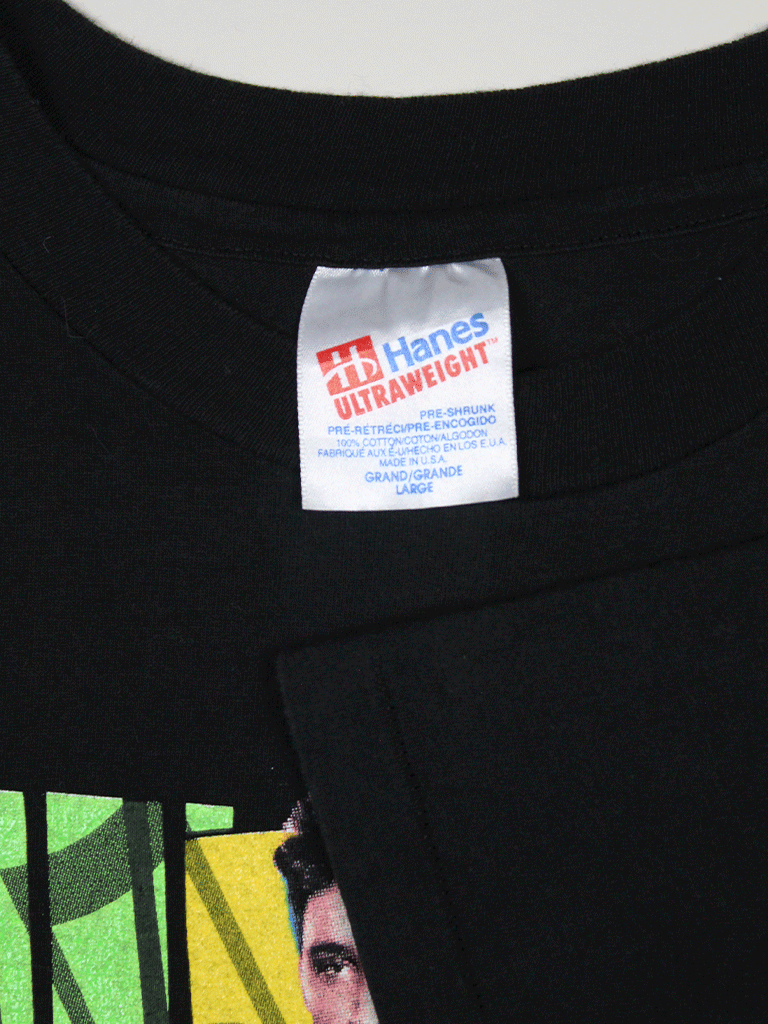 Hanes
ULTRAWEIGHT™
PRE-SHRUNK
PRÉ-RÉTRÉCI/PRE-ENCOGIDO
100% COTTON/COTON/ALGODON
FABRIQUÉ AUX É-U/HECHO EN LOS E.U.A.
MADE IN U.S.A.
GRAND/GRANDE
LARGE